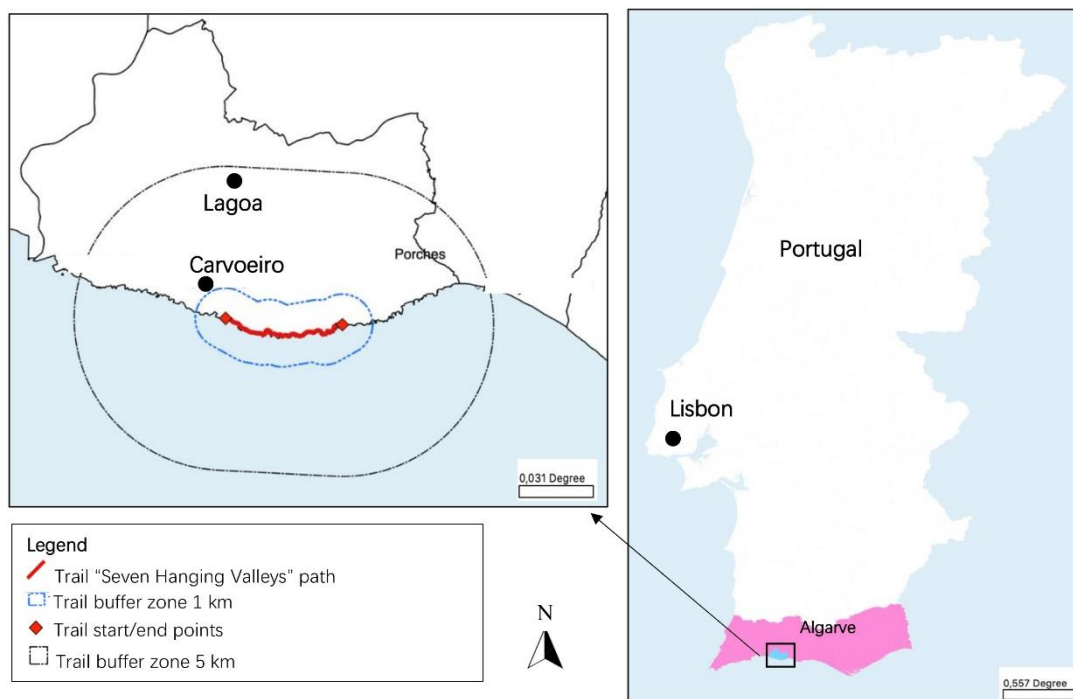 Lagoa
Carvoeiro
Porches
0,031 Degree
Legend
Trail “Seven Hanging Valleys” path
Trail buffer zone 1 km
Trail start/end points
Trail buffer zone 5 km
N
Portugal
Lisbon
Algarve
0,557 Degree